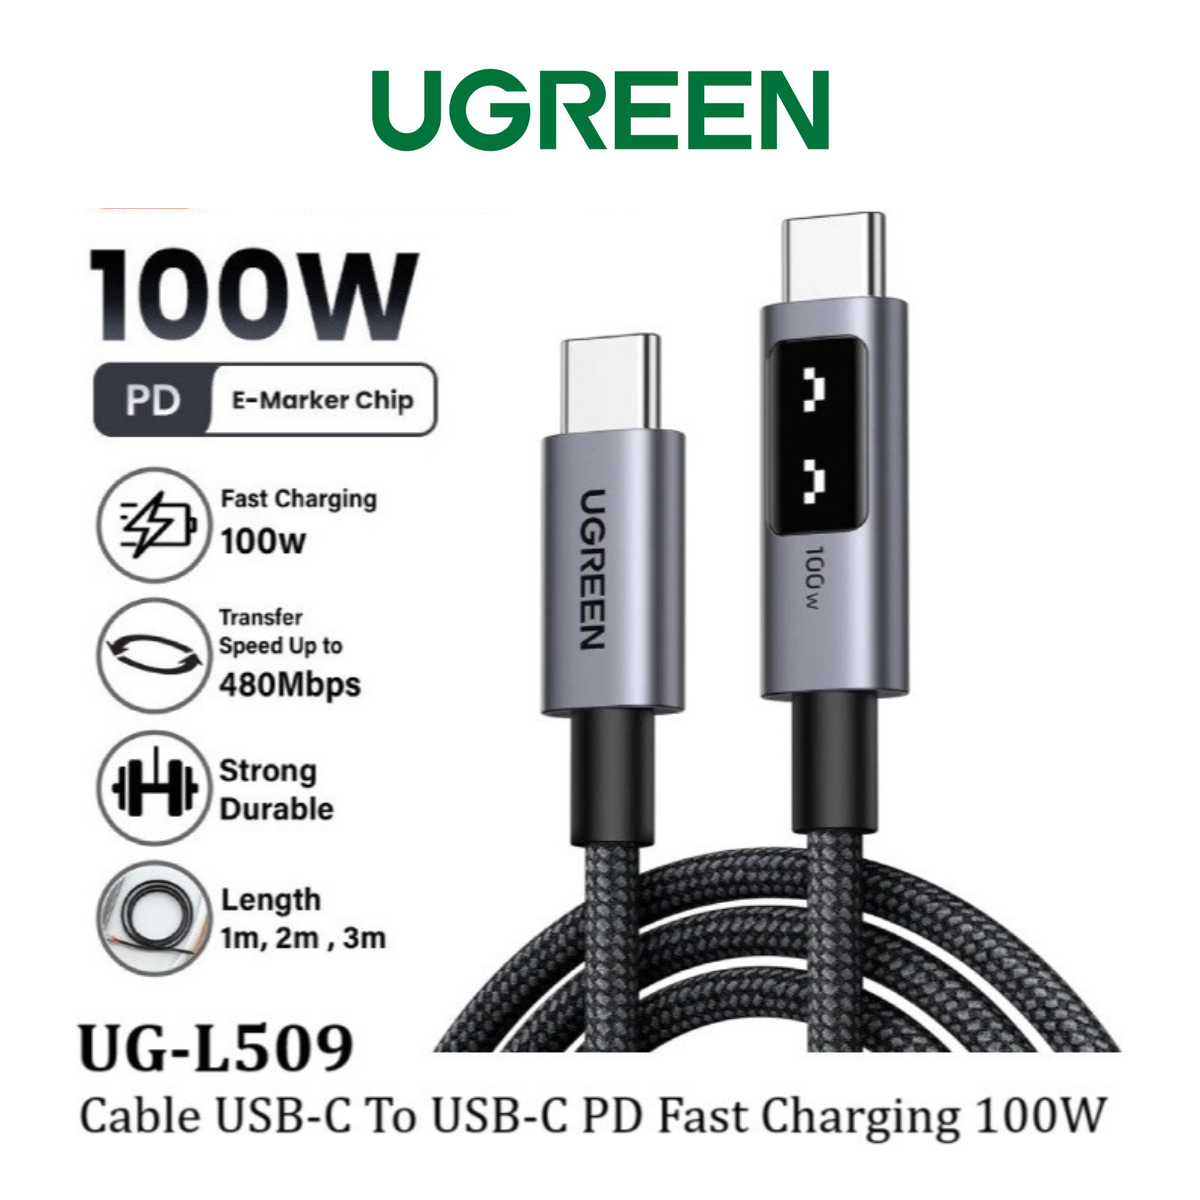 UGREEN
100W
PD E-Marker Chip
Fast Charging
100w
Transfer
Speed Up to
480Mbps
Strong
Durable
Length
1m, 2m , 3m
UGREEN
100W
UG-L509
Cable USB-C To USB-C PD Fast Charging 100W